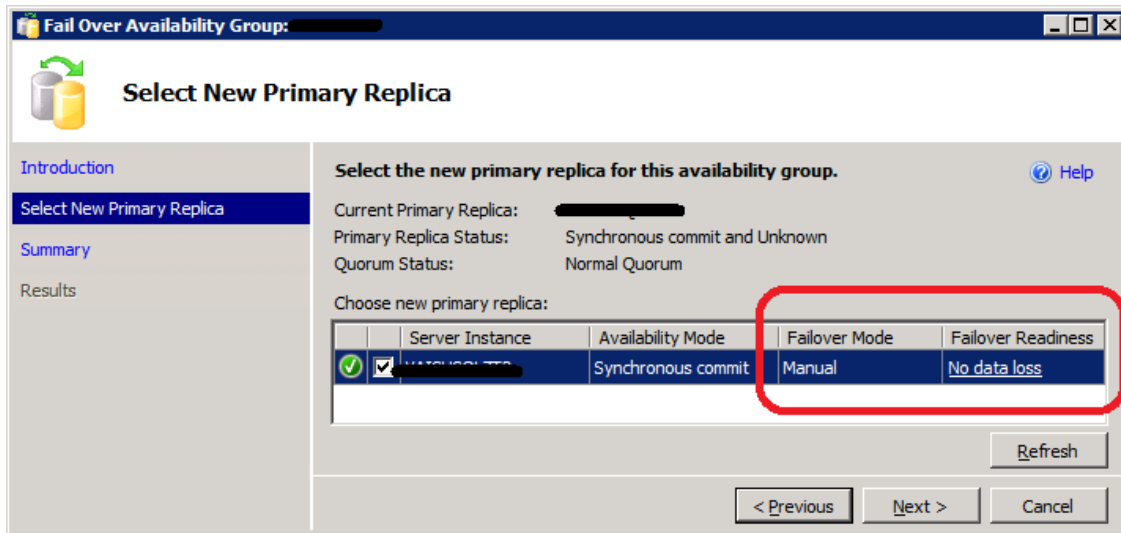 Fail Over Availability Group:
Select New Primary Replica
Introduction
Select New Primary Replica
Summary
Results
Select the new primary replica for this availability group.
Help
Current Primary Replica:
Primary Replica Status: Synchronous commit and Unknown
Quorum Status: Normal Quorum
Choose new primary replica:
Server Instance Availability Mode Failover Mode Failover Readiness
Synchronous commit Manual No data loss
Refresh
< Previous Next > Cancel